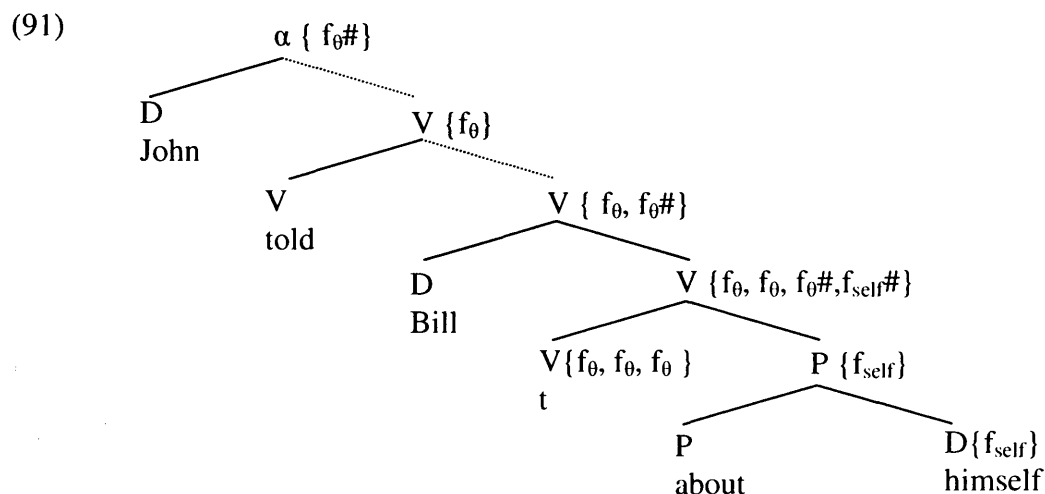 (91)
α { fθ#}
D
John
V {fθ}
V
told
V { fθ, fθ#}
D
Bill
V {fθ, fθ, fθ#,fself#}
V{fθ, fθ, fθ }
t
P {fself}
P
about
D{fself}
himself